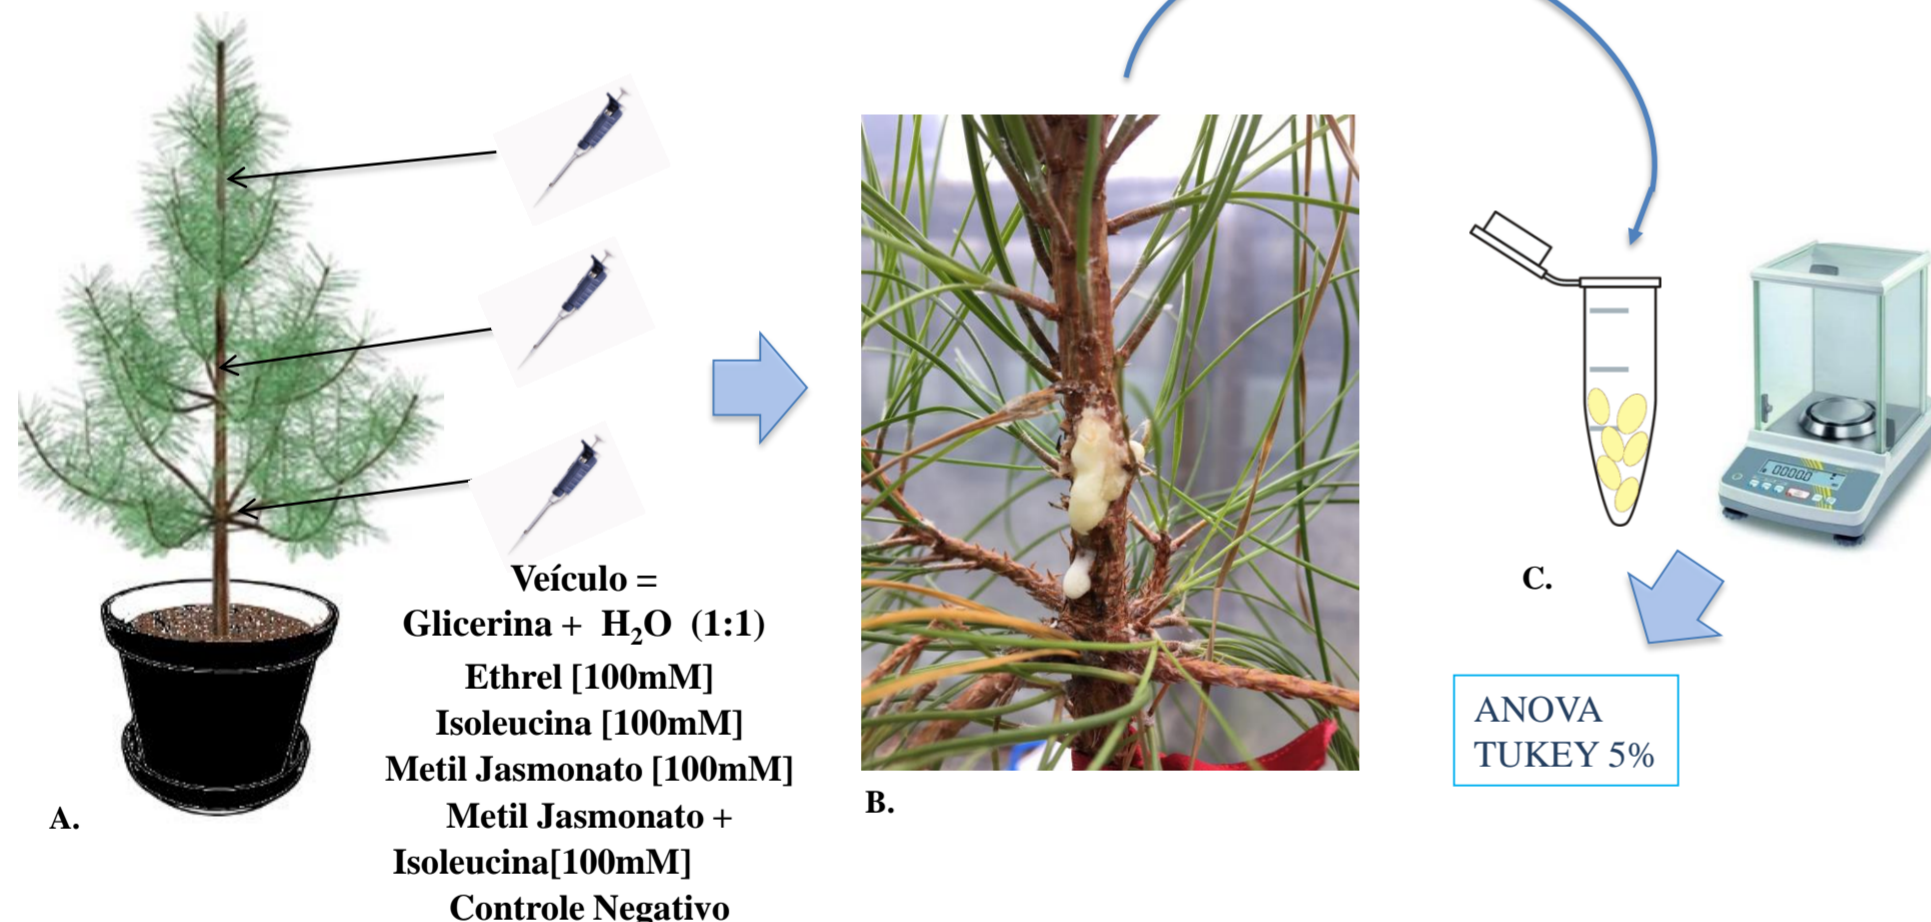 Veículo =
Glicerina + H₂O (1:1)
Ethrel [100mM]
Isoleucina [100mM]
Metil Jasmonato [100mM]
Metil Jasmonato +
Isoleucina[100mM]
Controle Negativo
A.
B.
C.
00000
ANOVA
TUKEY 5%